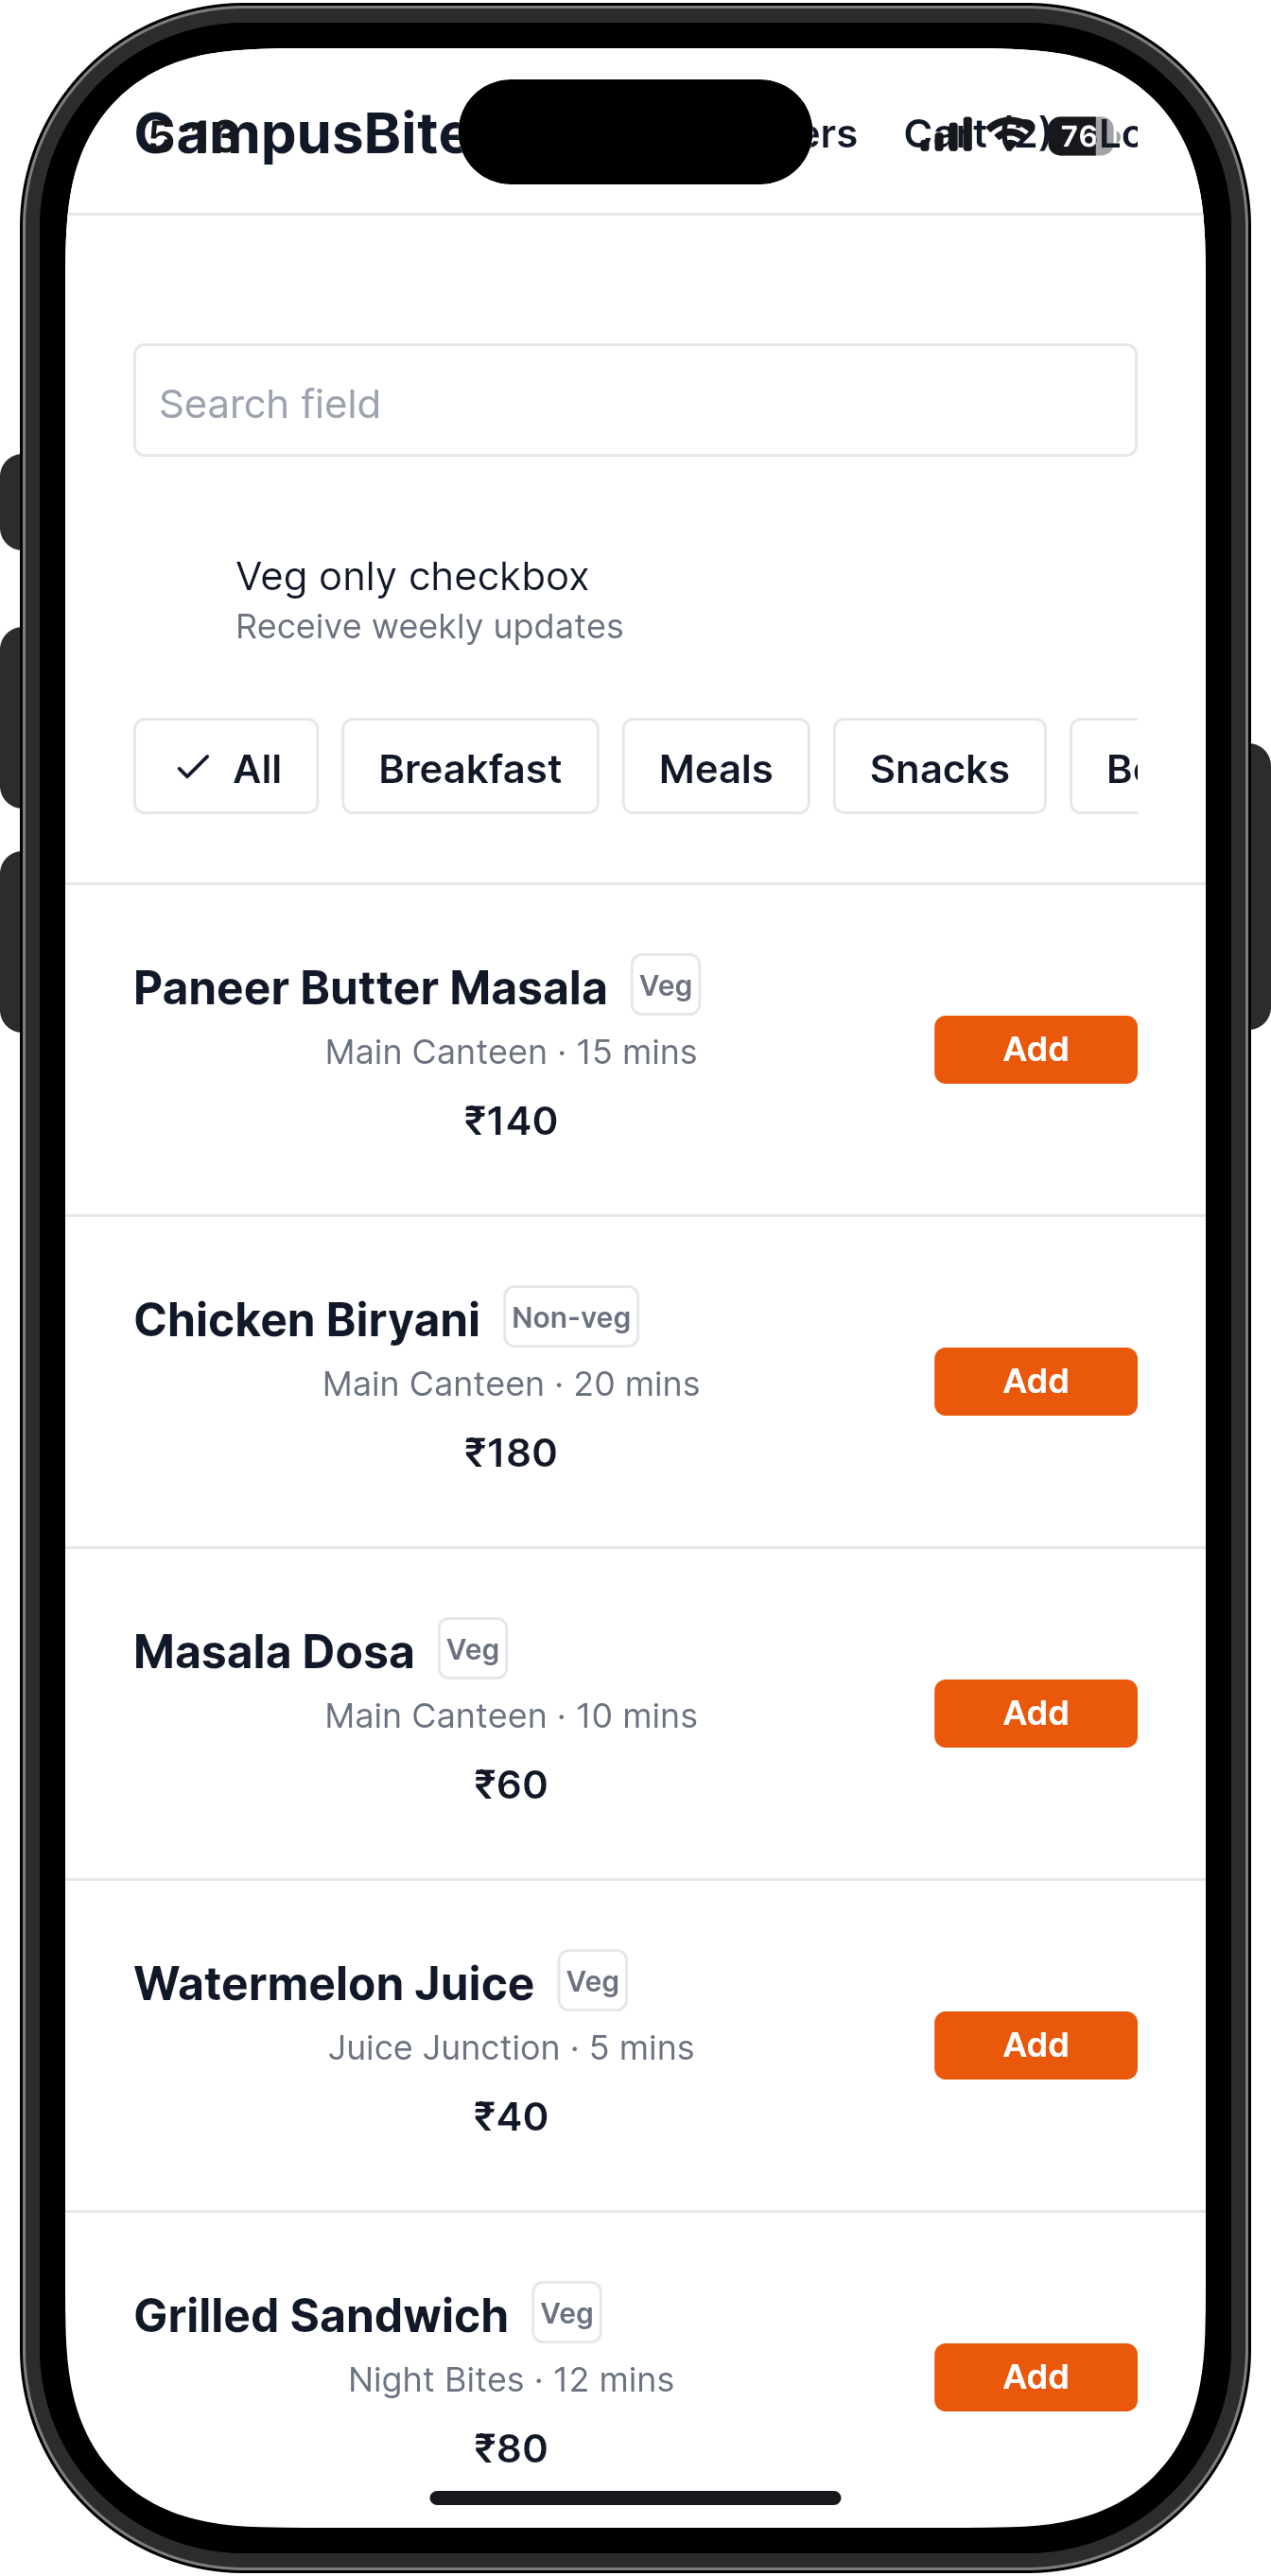 CampusBite
Cart (2)
76
Search field
Veg only checkbox
Receive weekly updates
All Breakfast Meals Snacks
Paneer Butter Masala Veg
Main Canteen · 15 mins
Add
₹140
Chicken Biryani Non-veg
Main Canteen · 20 mins
Add
₹180
Masala Dosa Veg
Main Canteen · 10 mins
Add
₹60
Watermelon Juice Veg
Juice Junction · 5 mins
Add
₹40
Grilled Sandwich Veg
Night Bites · 12 mins
Add
₹80